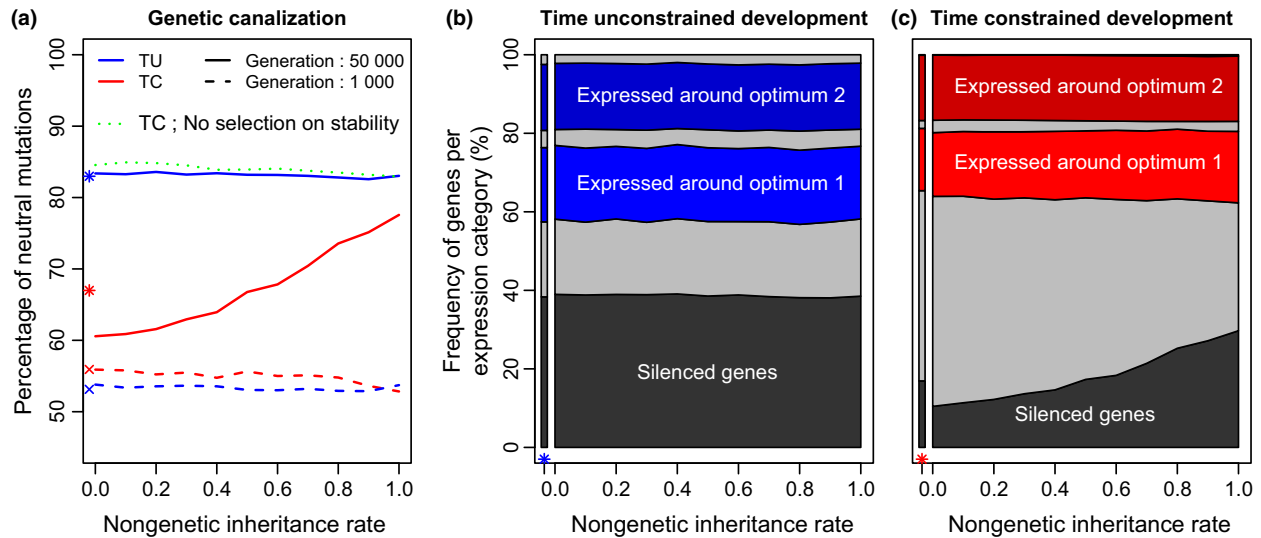 (a) Genetic canalization
Percentage of neutral mutations
100
90
80
70
60
50
TU
TC
Generation : 50 000
Generation : 1 000
TC ; No selection on stability
0.0 0.2 0.4 0.6 0.8 1.0
Nongenetic inheritance rate
(b) Time unconstrained development
Frequency of genes per
expression category (%)
100
80
60
40
20
0
Expressed around optimum 2
Expressed around optimum 1
Silenced genes
0.0 0.2 0.4 0.6 0.8 1.0
Nongenetic inheritance rate
(c) Time constrained development
Expressed around optimum 2
Expressed around optimum 1
Silenced genes
0.0 0.2 0.4 0.6 0.8 1.0
Nongenetic inheritance rate